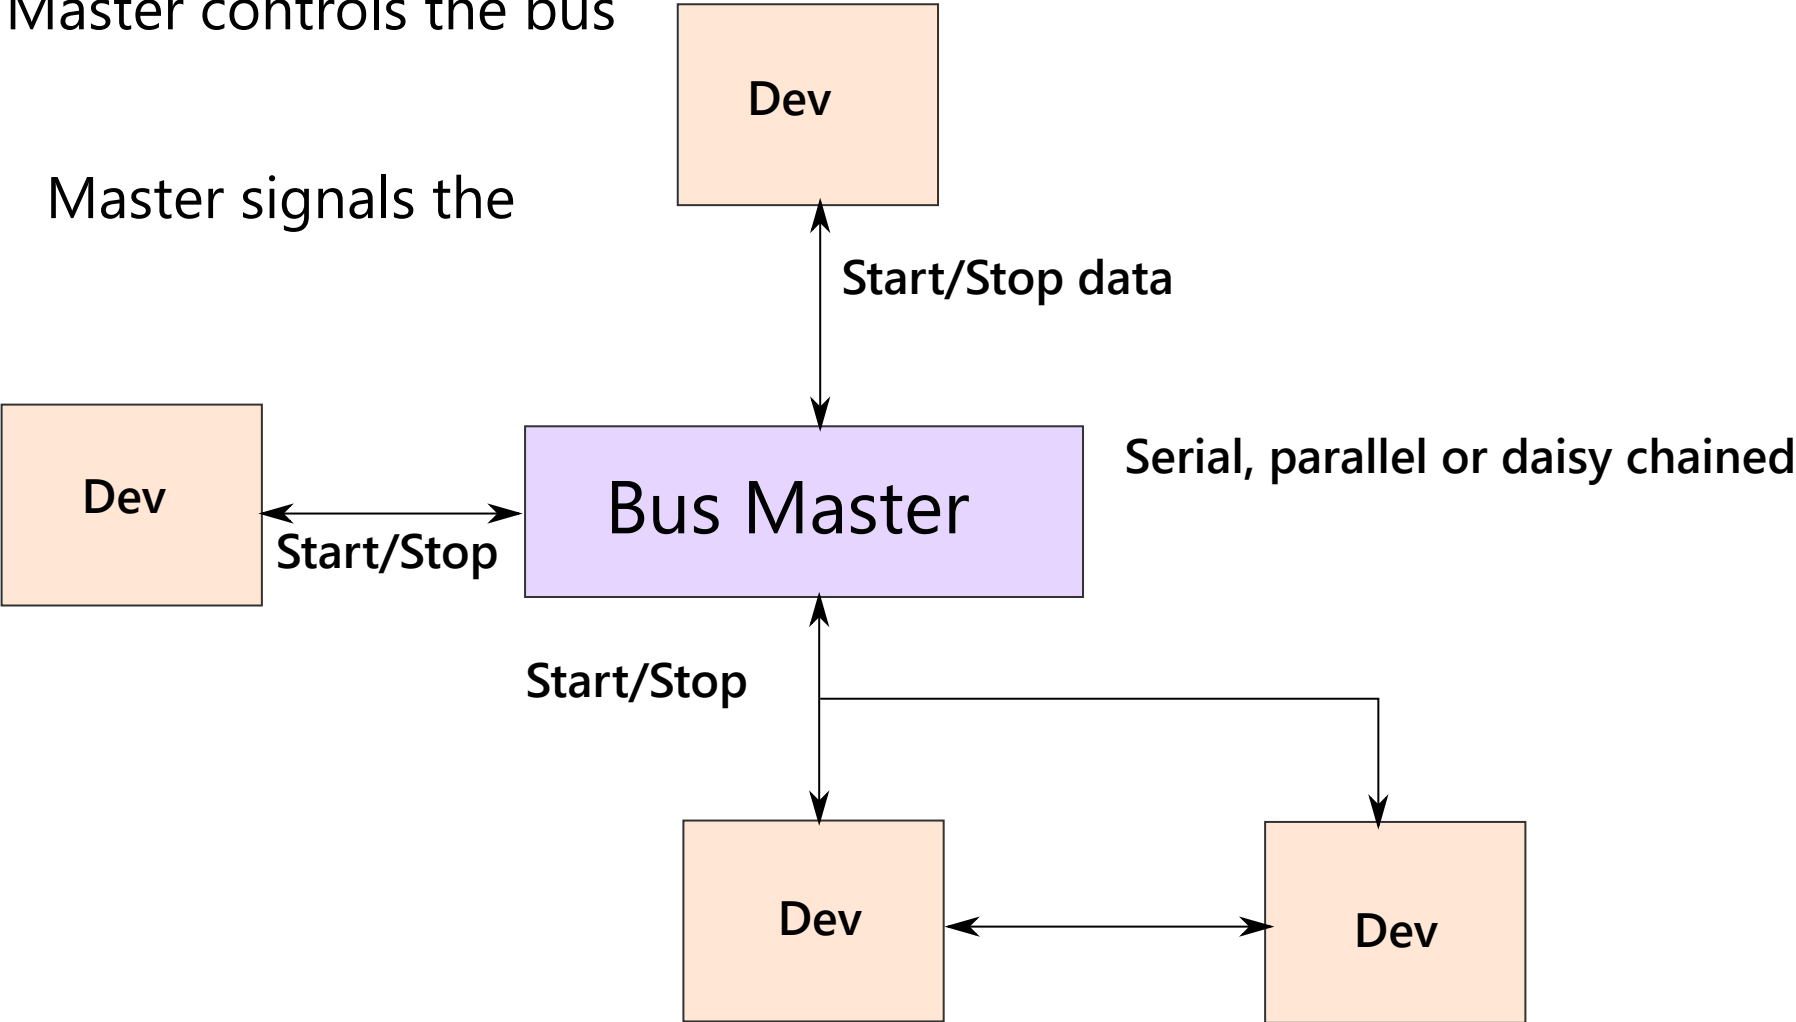 Master controls the bus
Dev
Master signals the
Start/Stop data
Serial, parallel or daisy chained
Dev
Bus Master
Start/Stop
Start/Stop
Dev
Dev